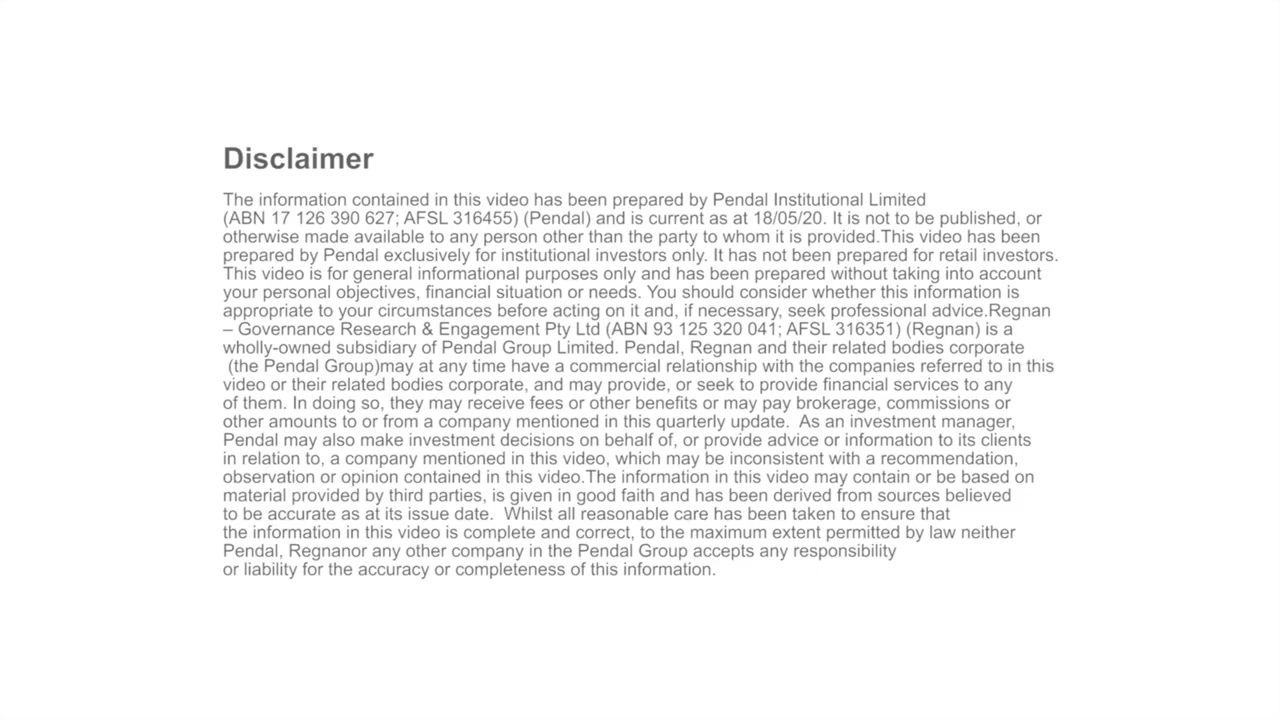 Disclaimer
The information contained in this video has been prepared by Pendal Institutional Limited
(ABN 17 126 390 627; AFSL 316455) (Pendal) and is current as at 18/05/20. It is not to be published, or
otherwise made available to any person other than the party to whom it is provided.This video has been
prepared by Pendal exclusively for institutional investors only. It has not been prepared for retail investors.
This video is for general informational purposes only and has been prepared without taking into account
your personal objectives, financial situation or needs. You should consider whether this information is
appropriate to your circumstances before acting on it and, if necessary, seek professional advice.Regnan
– Governance Research & Engagement Pty Ltd (ABN 93 125 320 041; AFSL 316351) (Regnan) is a
wholly-owned subsidiary of Pendal Group Limited. Pendal, Regnan and their related bodies corporate
(the Pendal Group)may at any time have a commercial relationship with the companies referred to in this
video or their related bodies corporate, and may provide, or seek to provide financial services to any
of them. In doing so, they may receive fees or other benefits or may pay brokerage, commissions or
other amounts to or from a company mentioned in this quarterly update.  As an investment manager,
Pendal may also make investment decisions on behalf of, or provide advice or information to its clients
in relation to, a company mentioned in this video, which may be inconsistent with a recommendation,
observation or opinion contained in this video.The information in this video may contain or be based on
material provided by third parties, is given in good faith and has been derived from sources believed
to be accurate as at its issue date.  Whilst all reasonable care has been taken to ensure that
the information in this video is complete and correct, to the maximum extent permitted by law neither
Pendal, Regnanor any other company in the Pendal Group accepts any responsibility
or liability for the accuracy or completeness of this information.